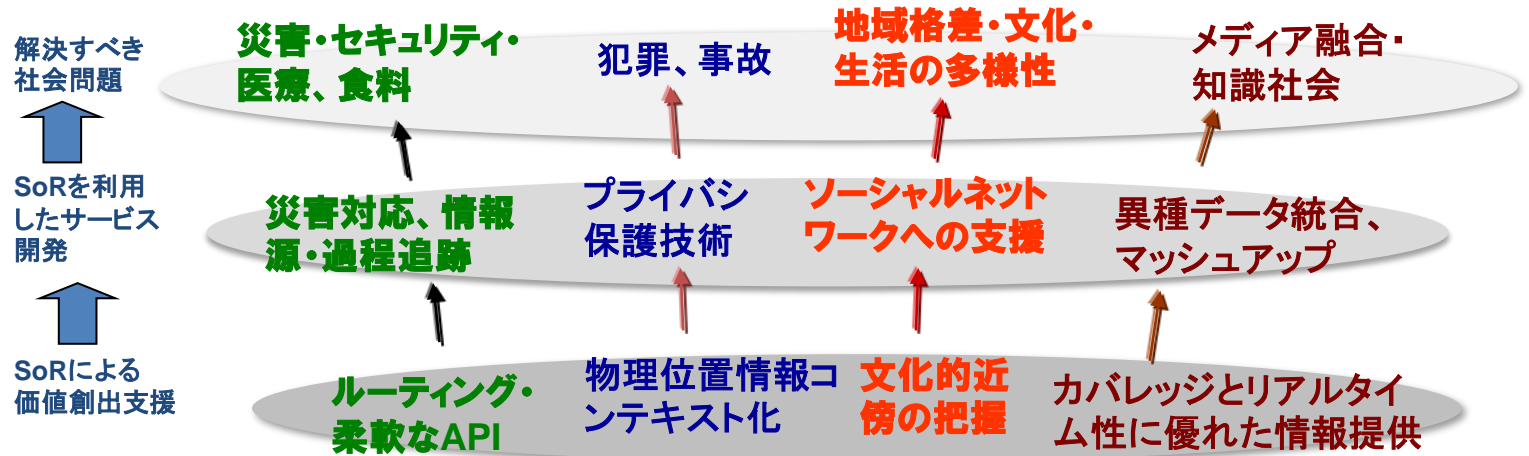 解決すべき
社会問題
災害・セキュリティ・
医療、食料
犯罪、事故
地域格差・文化・
生活の多様性
メディア融合・
知識社会
SoRを利用
したサービス
開発
災害対応、情報
源・過程追跡
プライバシ
保護技術
ソーシャルネット
ワークへの支援
異種データ統合、
マッシュアップ
SoRによる
価値創出支援
ルーティング・
柔軟なAPI
物理位置情報コ
ンテキスト化
文化的近
傍の把握
カバレッジとリアルタイ
ム性に優れた情報提供